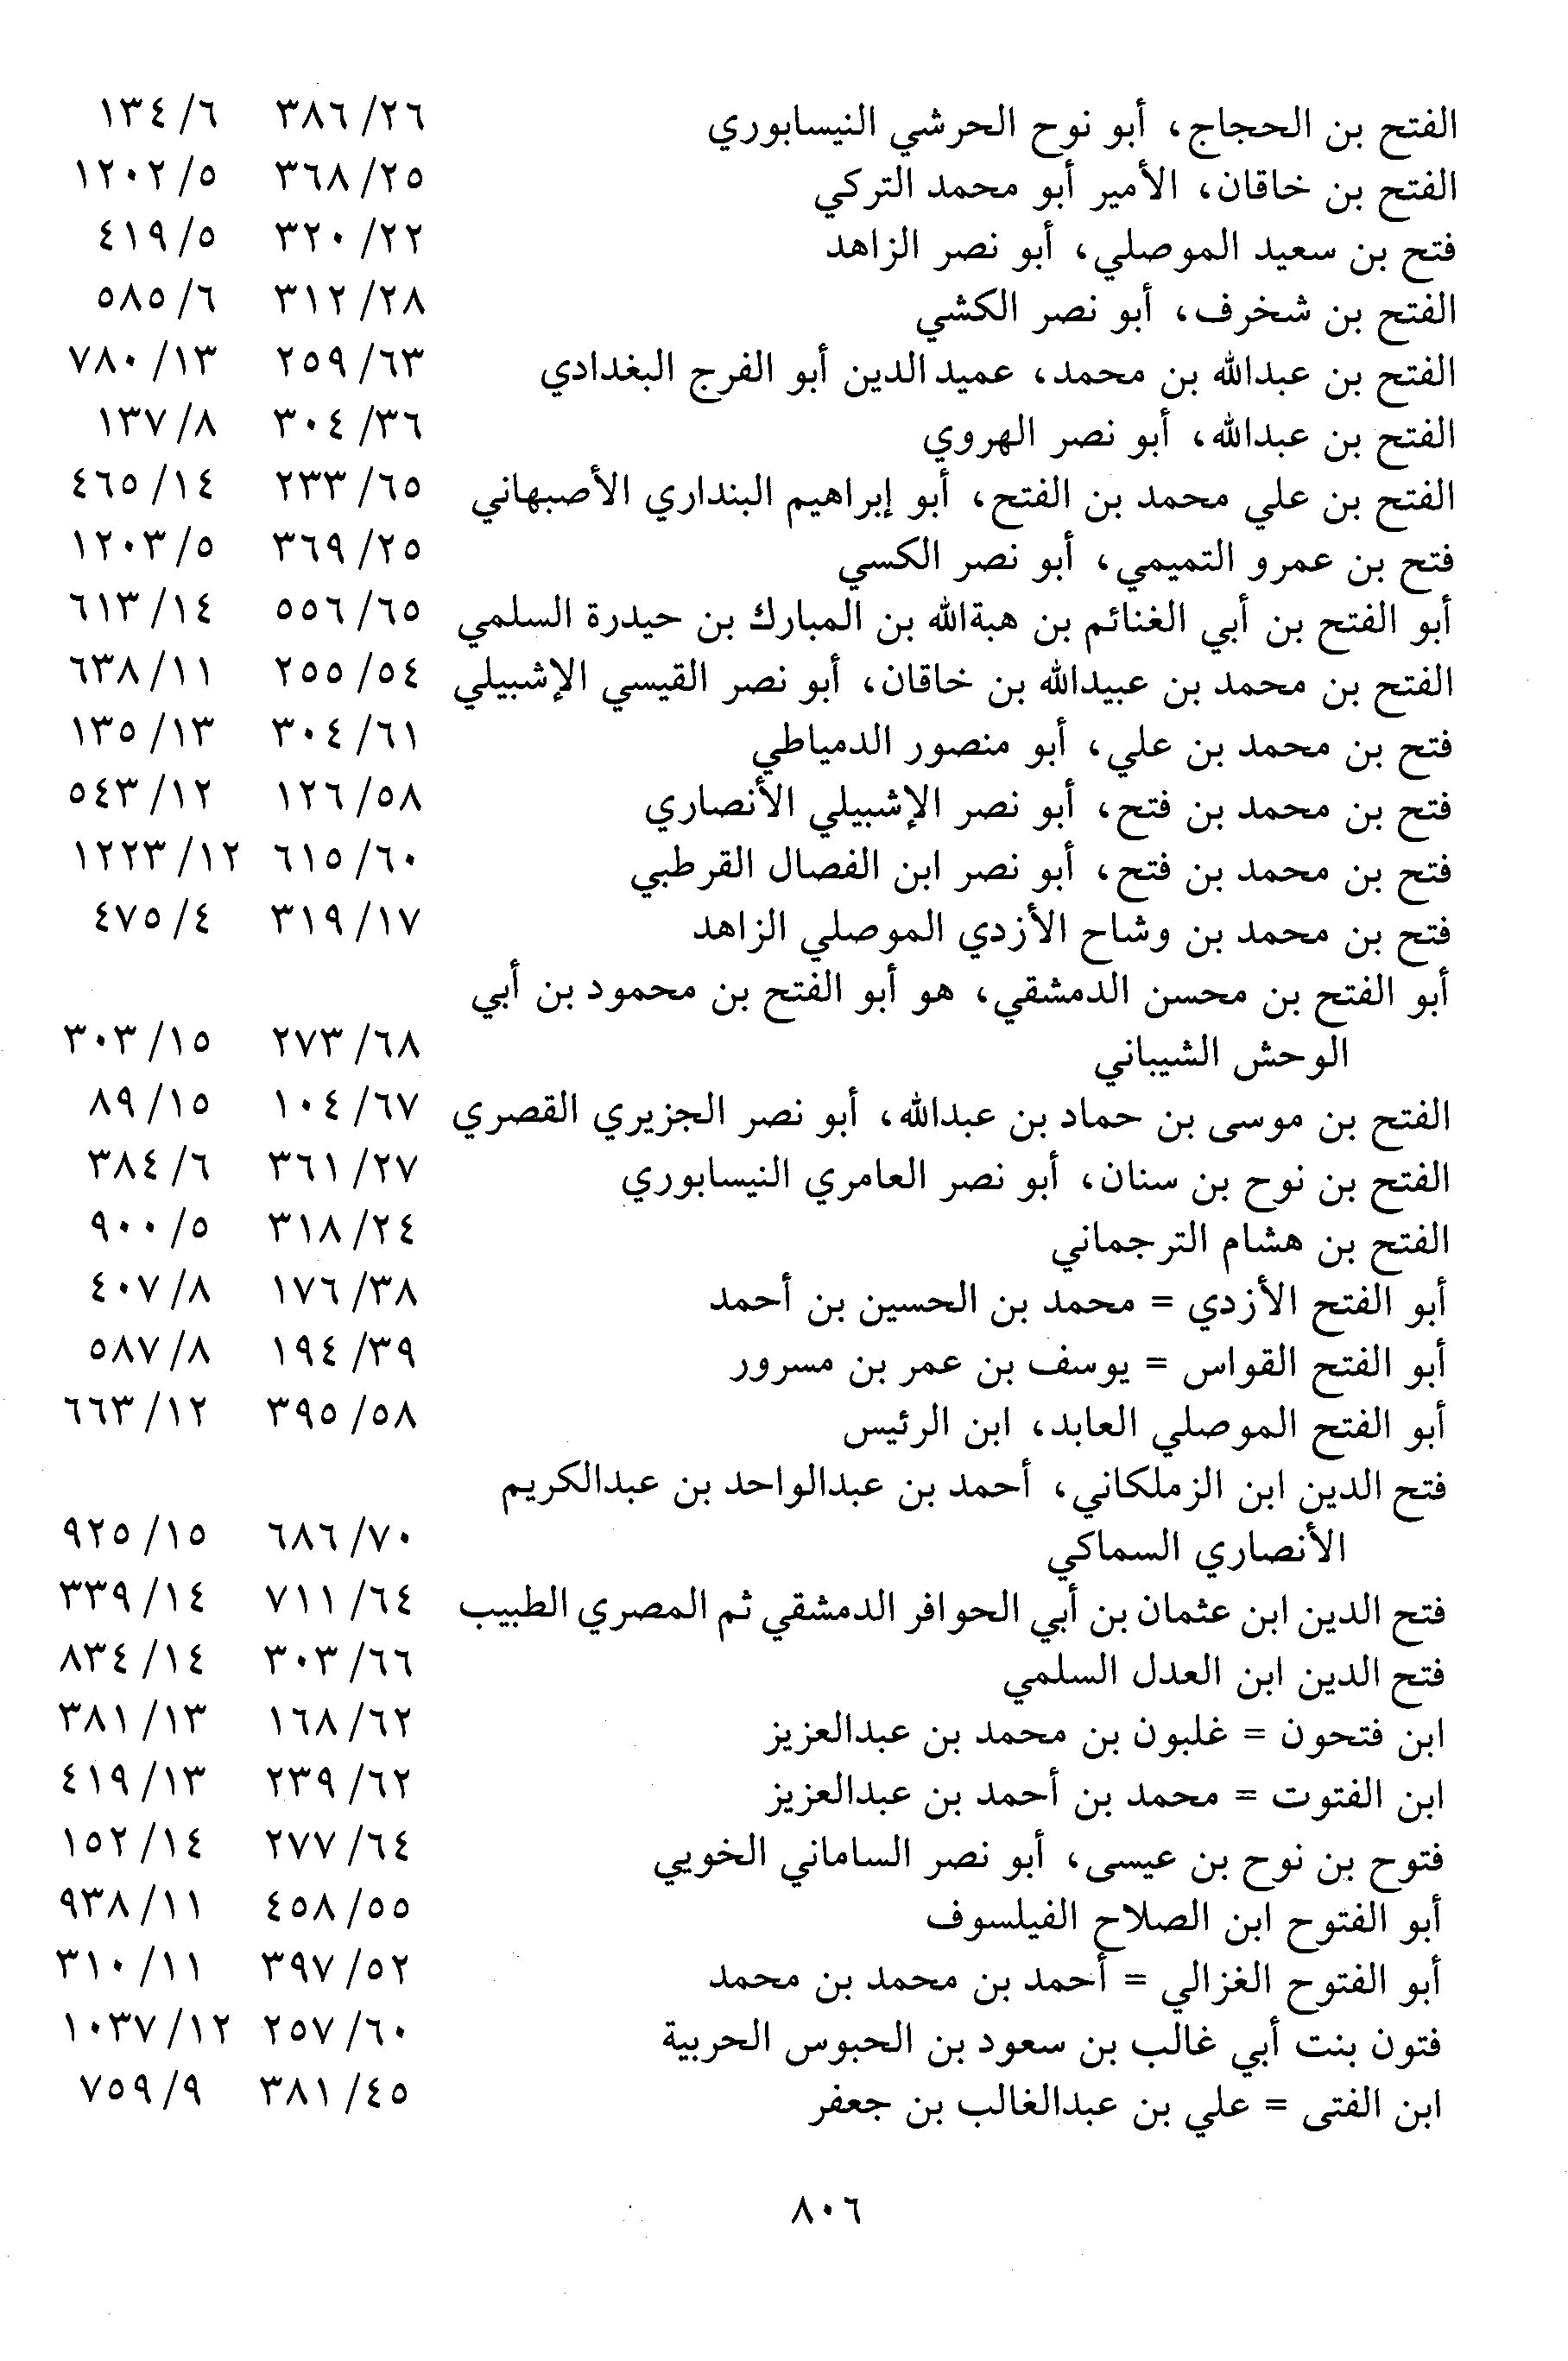 الفتح بن الحجاج، أبو نوح الحرشي النيسابوري ٢٦/ ٣٨٦ ٦/ ١٣٤
الفتح بن خاقان، الأمير أبو محمد التركي ٢٥/ ٣٦٨ ٥/ ١٢٠٢
فتح بن سعيد الموصلي، أبو نصر الزاهد ٢٢/ ٣٢٠ ٥/ ٤١٩
الفتح بن شخرف، أبو نصر الكشي ٢٨/ ٣١٢ ٦/ ٥٨٥
الفتح بن عبدالله بن محمد، عميد الدين أبو الفرج البغدادي ٦٣/ ٢٥٩ ١٣/ ٧٨٠
الفتح بن عبدالله، أبو نصر الهروي ٣٦/ ٣٠٤ ٨/ ١٣٧
الفتح بن علي محمد بن الفتح، أبو إبراهيم البنداري الأصبهاني ٦٥/ ٢٣٣ ١٤/ ٤٦٥
فتح بن عمرو التميمي، أبو نصر الكسي ٢٥/ ٣٦٩ ٥/ ١٢٠٣
أبو الفتح بن أبي الغنائم بن هبةالله بن المبارك بن حيدرة السلمي ٦٥/ ٥٥٦ ١٤/ ٦١٣
الفتح بن محمد بن عبيدالله بن خاقان، أبو نصر القيسي الإشبيلي ٥٤/ ٢٥٥ ١١/ ٦٣٨
فتح بن محمد بن علي، أبو منصور الدمياطي ٦١/ ٣٠٤ ١٣/ ١٣٥
فتح بن محمد بن فتح، أبو نصر الإشبيلي الأنصاري ٥٨/ ١٢٦ ١٢/ ٥٤٣
فتح بن محمد بن فتح، أبو نصر ابن الفصال القرطبي ٦٠/ ٦١٥ ١٢/ ١٢٢٣
فتح بن محمد بن وشاح الأزدي الموصلي الزاهد ١٧/ ٣١٩ ٤/ ٤٧٥
أبو الفتح بن محسن الدمشقي، هو أبو الفتح بن محمود بن أبي
الوحش الشيباني ٦٨/ ٢٧٣ ١٥/ ٣٠٣
الفتح بن موسى بن حماد بن عبدالله، أبو نصر الجزيري القصري ٦٧/ ١٠٤ ١٥/ ٨٩
الفتح بن نوح بن سنان، أبو نصر العامري النيسابوري ٢٧/ ٣٦١ ٦/ ٣٨٤
الفتح بن هشام الترجماني ٢٤/ ٣١٨ ٥/ ٩٠٠
أبو الفتح الأزدي = محمد بن الحسين بن أحمد ٣٨/ ١٧٦ ٨/ ٤٠٧
أبو الفتح القواس = يوسف بن عمر بن مسرور ٣٩/ ١٩٤ ٨/ ٥٨٧
أبو الفتح الموصلي العابد، ابن الرئيس ٥٨/ ٣٩٥ ١٢/ ٦٦٣
فتح الدين ابن الزملكاني، أحمد بن عبدالواحد بن عبدالكريم
الأنصاري السماكي ٧٠/ ٦٨٦ ١٥/ ٩٢٥
فتح الدين ابن عثمان بن أبي الحوافر الدمشقي ثم المصري الطبيب ٦٤/ ٧١١ ١٤/ ٣٣٩
فتح الدين ابن العدل السلمي ٦٦/ ٣٠٣ ١٤/ ٨٣٤
ابن فتحون = غلبون بن محمد بن عبدالعزيز ٦٢/ ١٦٨ ١٣/ ٣٨١
ابن الفتوت = محمد بن أحمد بن عبدالعزيز ٦٢/ ٢٣٩ ١٣/ ٤١٩
فتوح بن نوح بن عيسى، أبو نصر الساماني الخويي ٦٤/ ٢٧٧ ١٤/ ١٥٢
أبو الفتوح ابن الصلاح الفيلسوف ٥٥/ ٤٥٨ ١١/ ٩٣٨
أبو الفتوح الغزالي = أحمد بن محمد بن محمد ٥٢/ ٣٩٧ ١١/ ٣١٠
فتون بنت أبي غالب بن سعود بن الحبوس الحربية ٦٠/ ٢٥٧ ١٢/ ١٠٣٧
ابن الفتى = علي بن عبدالغالب بن جعفر ٤٥/ ٣٨١ ٩/ ٧٥٩
٨٠٦